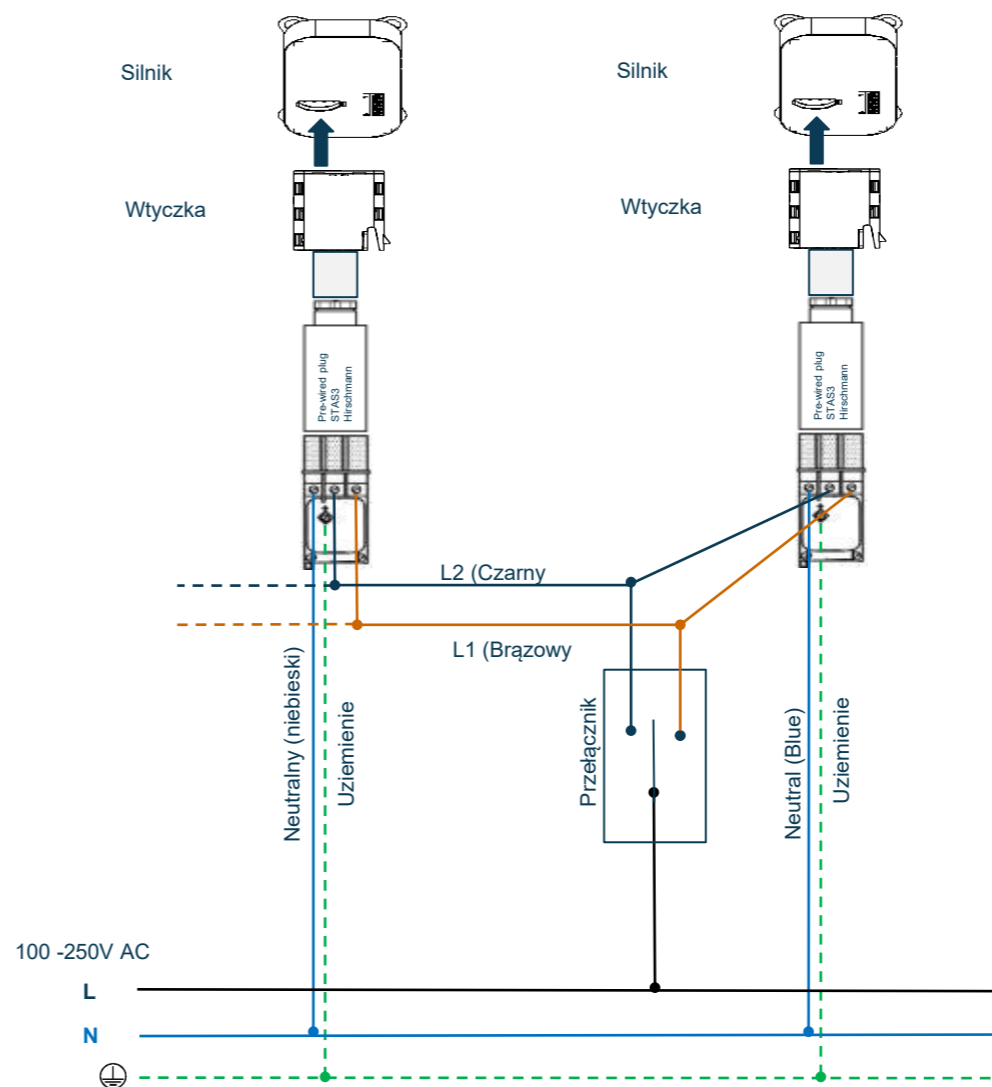 Silnik
Silnik
Wtyczka
Wtyczka
Pre-wired plug
STAS3
Hirschmann
Pre-wired plug
STAS3
Hirschmann
L2 (Czarny
L1 (Brązowy
Neutralny (niebieski)
Uziemienie
Przełącznik
Neutral (Blue)
Uziemienie
100 -250V AC
L
N